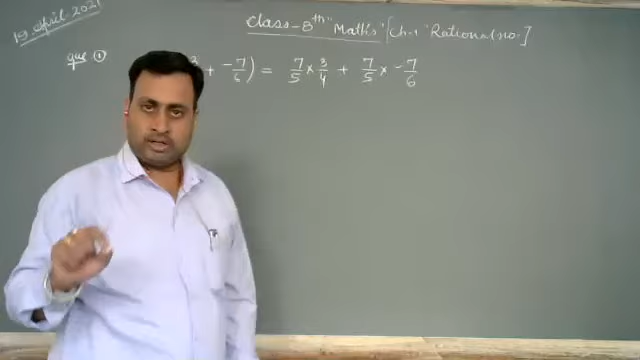 19 april 2021
Class-8th "Maths" [Ch-1 "Rational no.]
que ① + -7/6) = 7/5 × 3/4 + 7/5 × -7/6